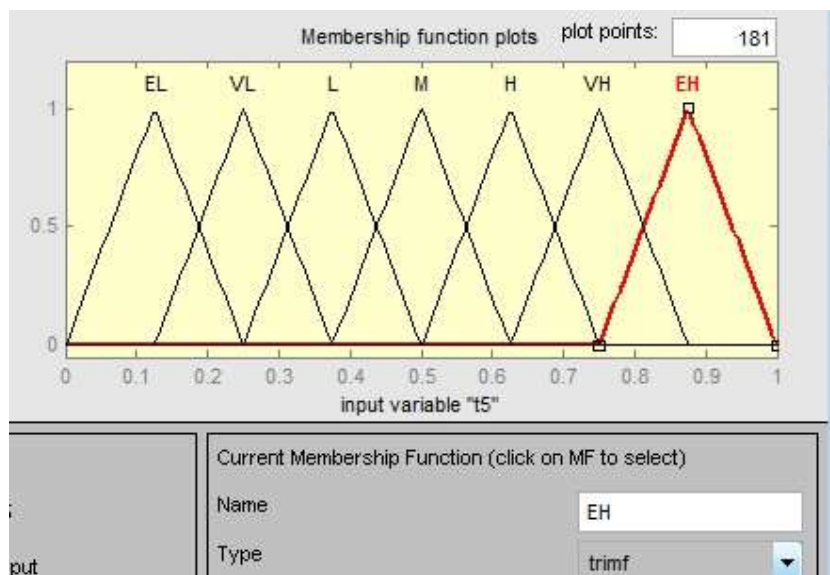 Membership function plots plot points: 181
EL VL L M H VH EH
1
0.5
0
0 0.1 0.2 0.3 0.4 0.5 0.6 0.7 0.8 0.9 1
input variable "t5"
Current Membership Function (click on MF to select)
Name EH
put Type trimf